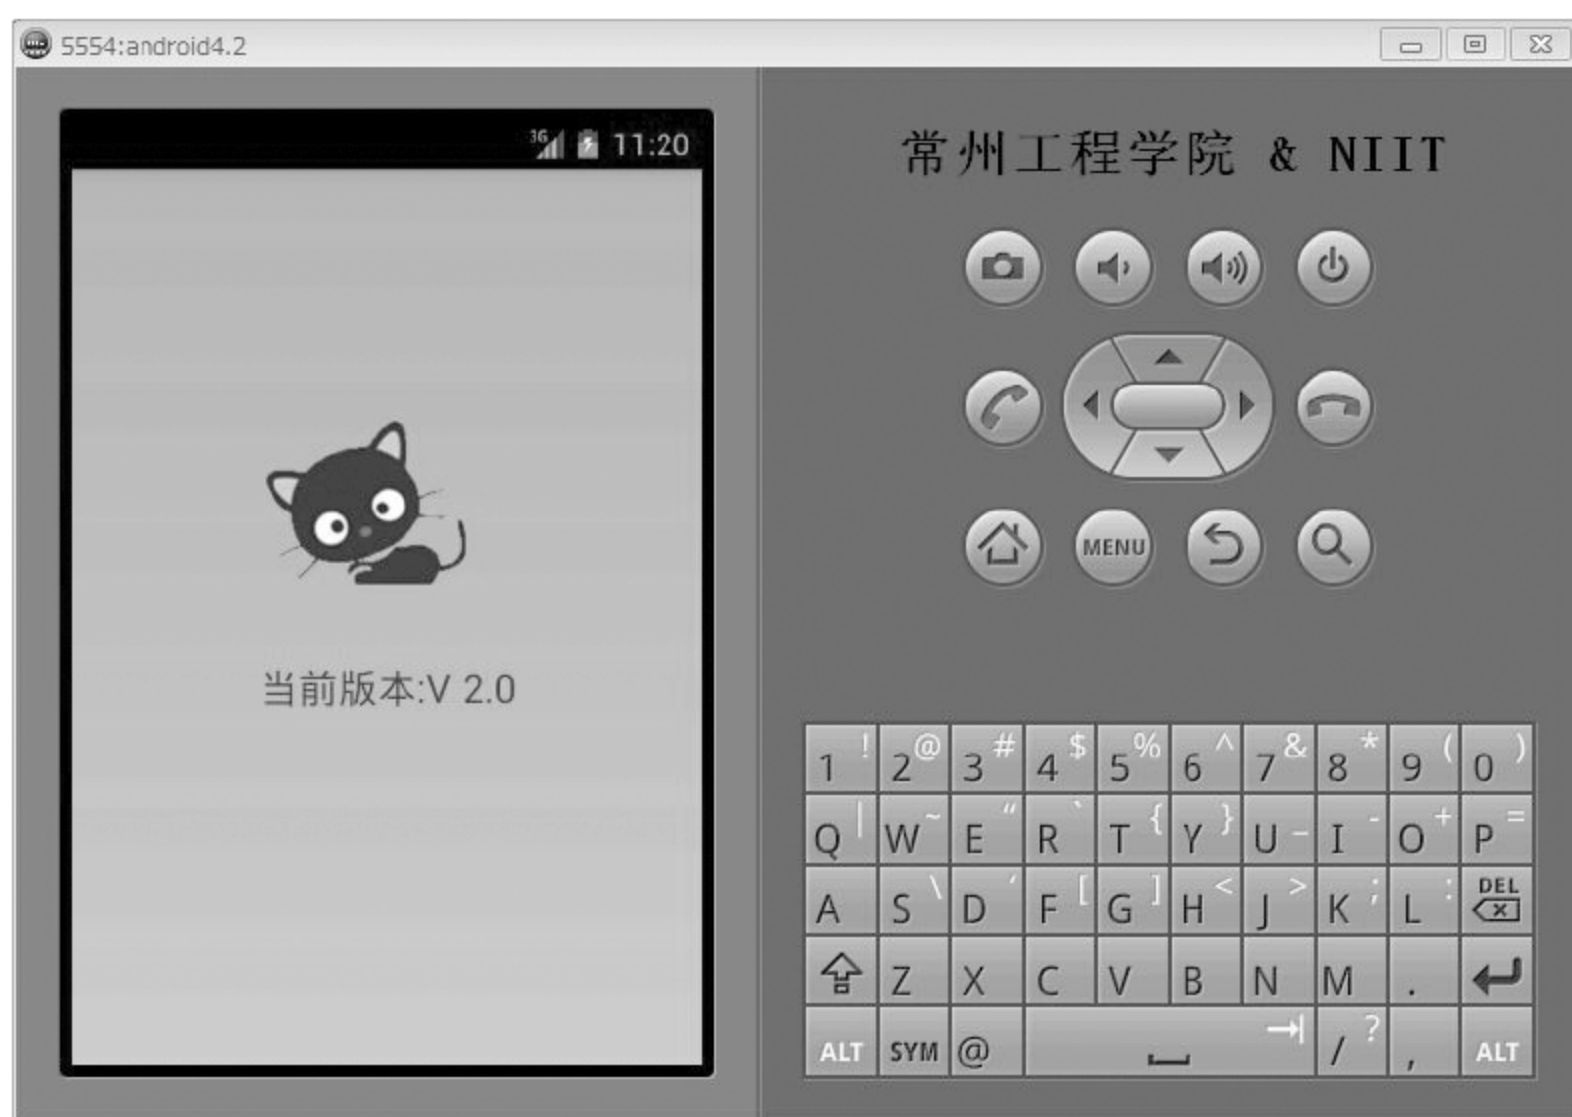 5554:android4.2
3G 11:20
当前版本:V 2.0
常州工程学院 & NIIT
MENU
1 ! 2 @ 3 # 4 $ 5 % 6 ^ 7 & 8 * 9 ( 0 )
Q | W ~ E " R ` T { Y } U _ I - O + P =
A S \ D ' F [ G ] H < J > K ; L : DEL
Z X C V B N M .
ALT SYM @ / ? , ALT